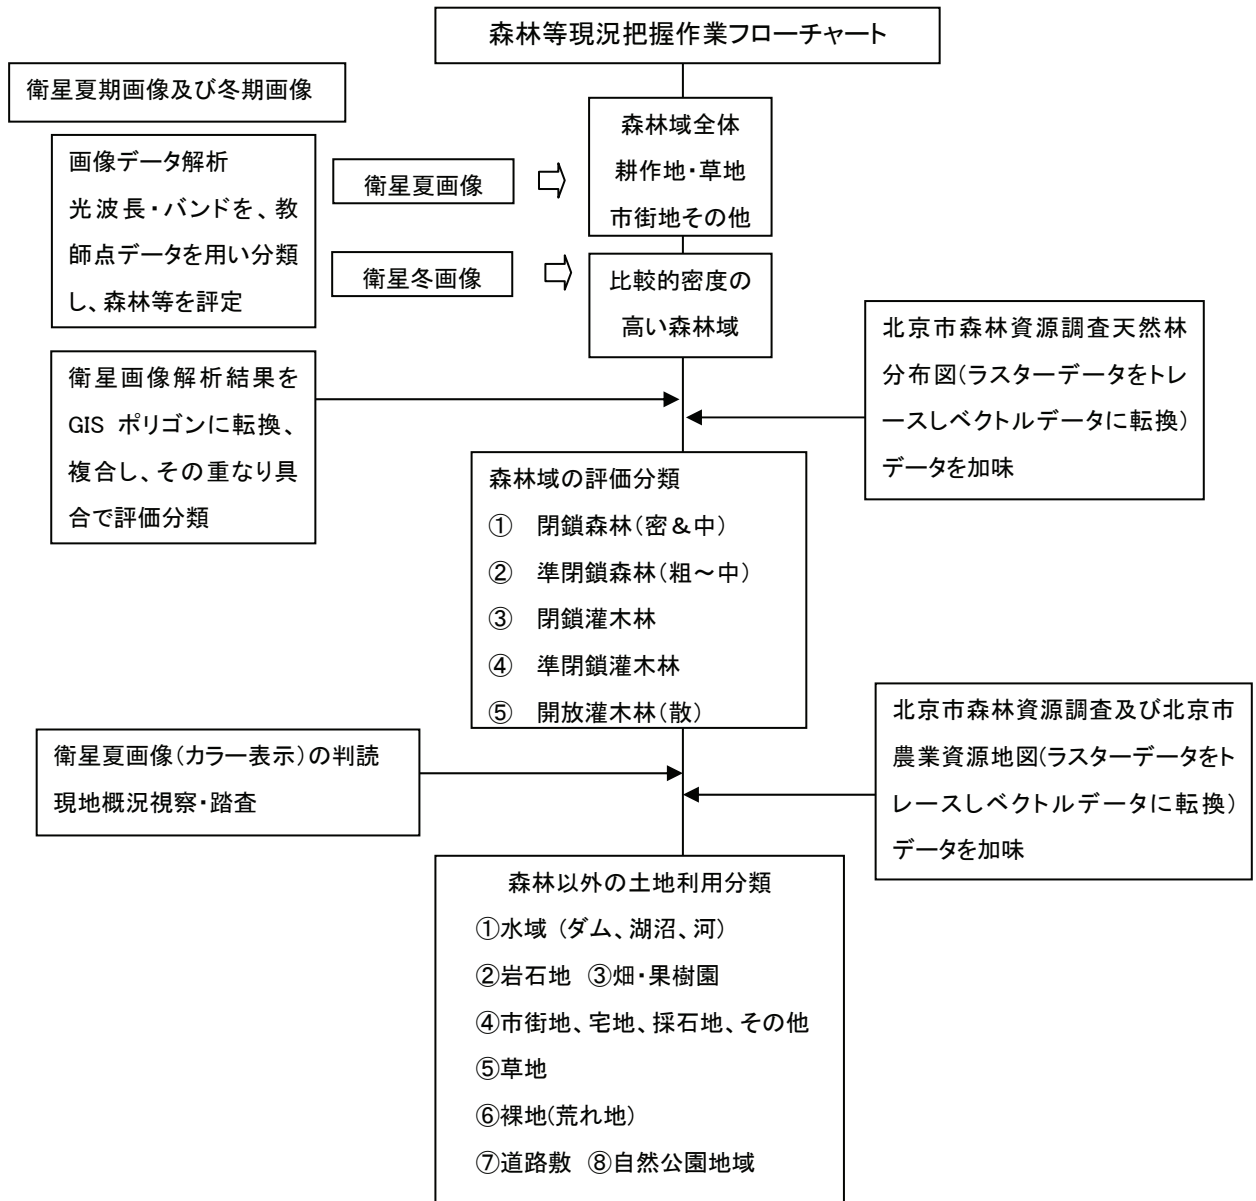 森林等現況把握作業フローチャート
衛星夏期画像及び冬期画像
画像データ解析
光波長・バンドを、教
師点データを用い分類
し、森林等を評定
衛星夏画像
森林域全体
耕作地・草地
市街地その他
衛星冬画像
比較的密度の
高い森林域
衛星画像解析結果を
GIS ポリゴンに転換、
複合し、その重なり具
合で評価分類
北京市森林資源調査天然林
分布図(ラスターデータをトレ
ースしベクトルデータに転換)
データを加味
森林域の評価分類
① 閉鎖森林(密&中)
② 準閉鎖森林(粗~中)
③ 閉鎖灌木林
④ 準閉鎖灌木林
⑤ 開放灌木林(散)
衛星夏画像(カラー表示)の判読
現地概況視察・踏査
北京市森林資源調査及び北京市
農業資源地図(ラスターデータをト
レースしベクトルデータに転換)
データを加味
森林以外の土地利用分類
①水域 (ダム、湖沼、河)
②岩石地 ③畑・果樹園
④市街地、宅地、採石地、その他
⑤草地
⑥裸地(荒れ地)
⑦道路敷 ⑧自然公園地域